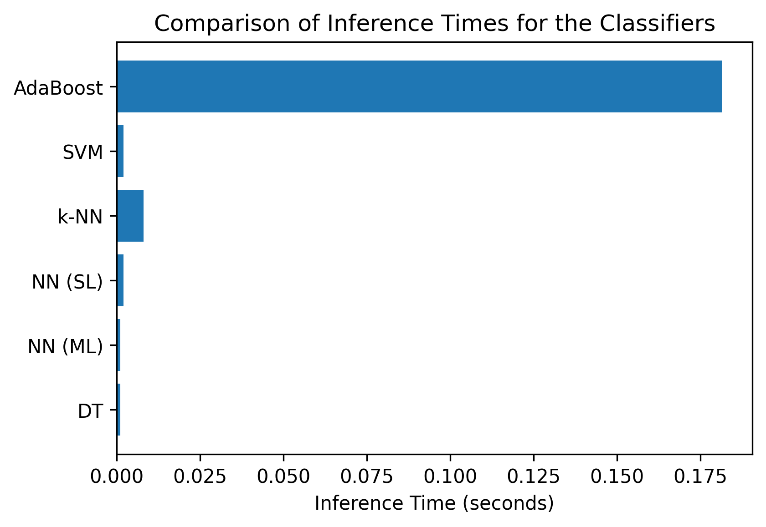 Comparison of Inference Times for the Classifiers
AdaBoost
SVM
k-NN
NN (SL)
NN (ML)
DT
0.000 0.025 0.050 0.075 0.100 0.125 0.150 0.175
Inference Time (seconds)